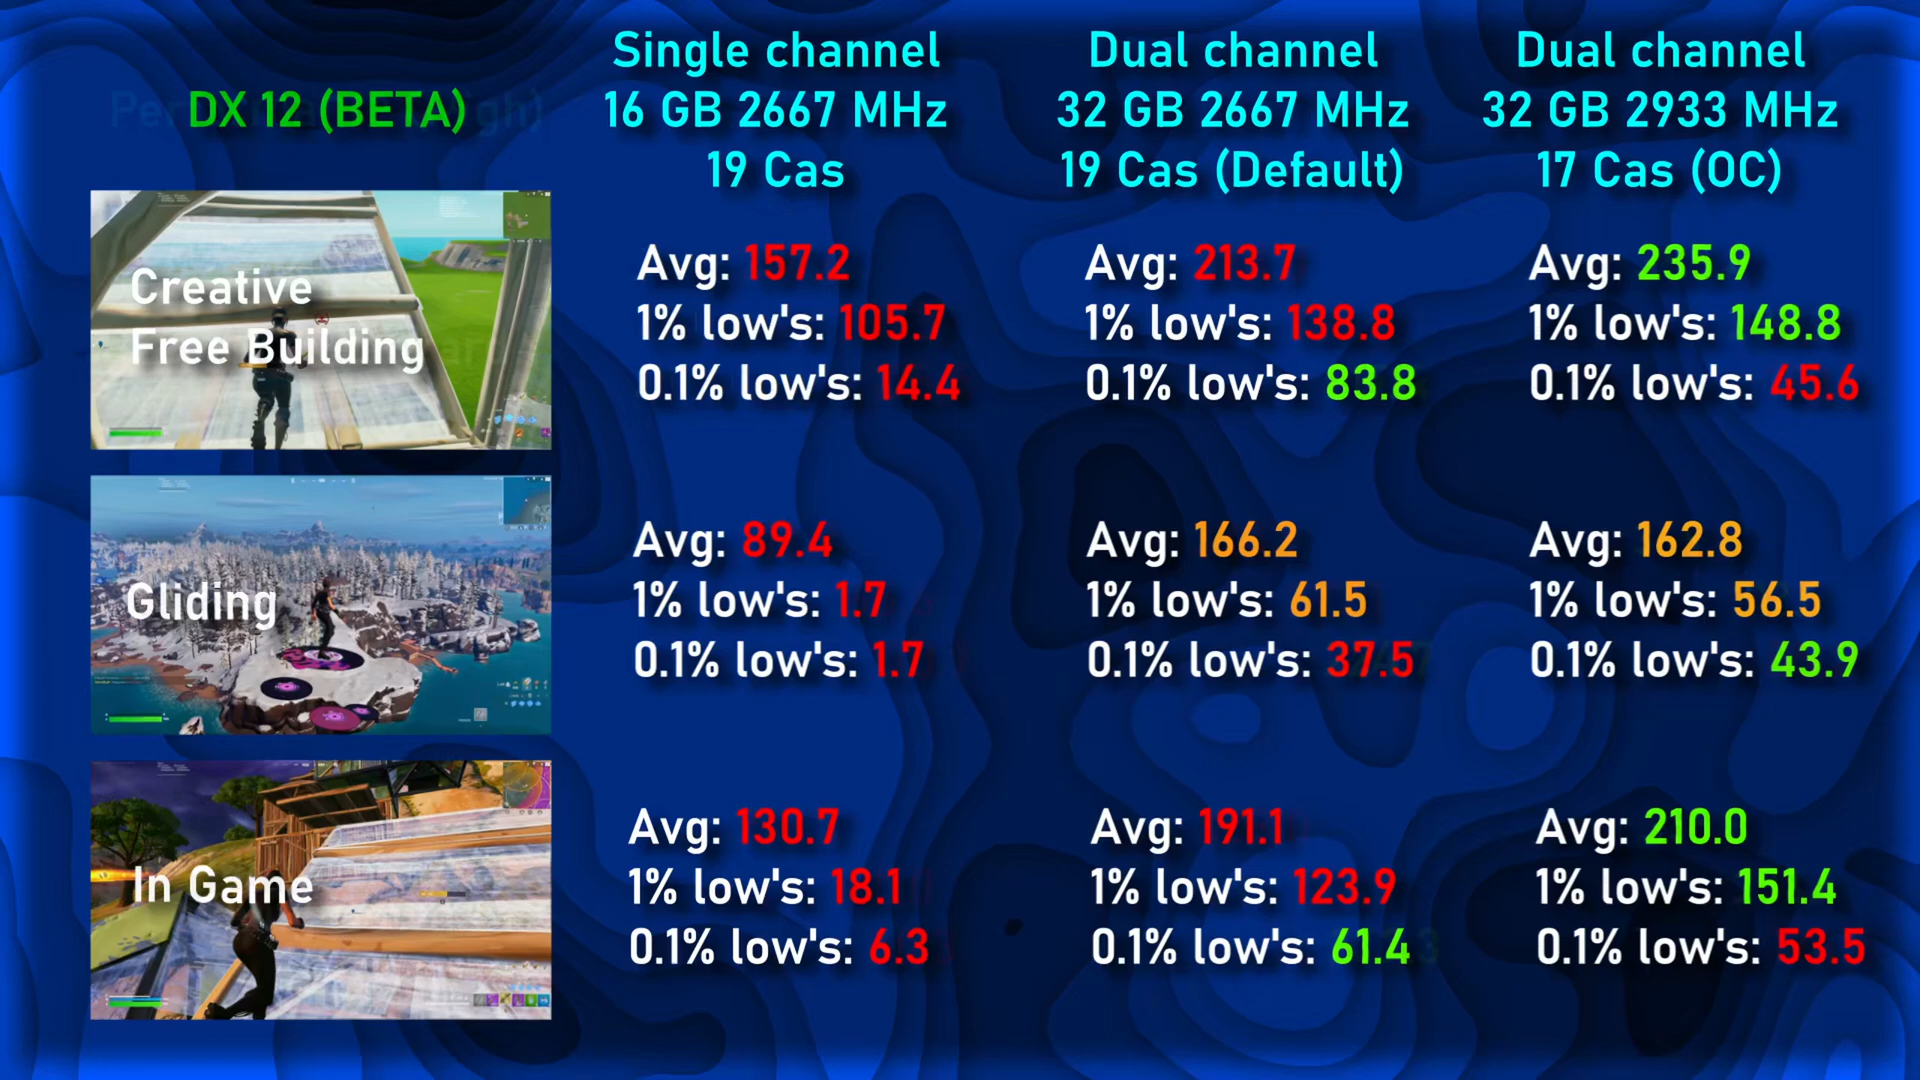 DX 12 (BETA)
Single channel
16 GB 2667 MHz
19 Cas
Dual channel
32 GB 2667 MHz
19 Cas (Default)
Dual channel
32 GB 2933 MHz
17 Cas (OC)
Creative
Free Building
Avg: 157.2
1% low's: 105.7
0.1% low's: 14.4
Avg: 213.7
1% low's: 138.8
0.1% low's: 83.8
Avg: 235.9
1% low's: 148.8
0.1% low's: 45.6
Gliding
Avg: 89.4
1% low's: 1.7
0.1% low's: 1.7
Avg: 166.2
1% low's: 61.5
0.1% low's: 37.5
Avg: 162.8
1% low's: 56.5
0.1% low's: 43.9
In Game
Avg: 130.7
1% low's: 18.1
0.1% low's: 6.3
Avg: 191.1
1% low's: 123.9
0.1% low's: 61.4
Avg: 210.0
1% low's: 151.4
0.1% low's: 53.5